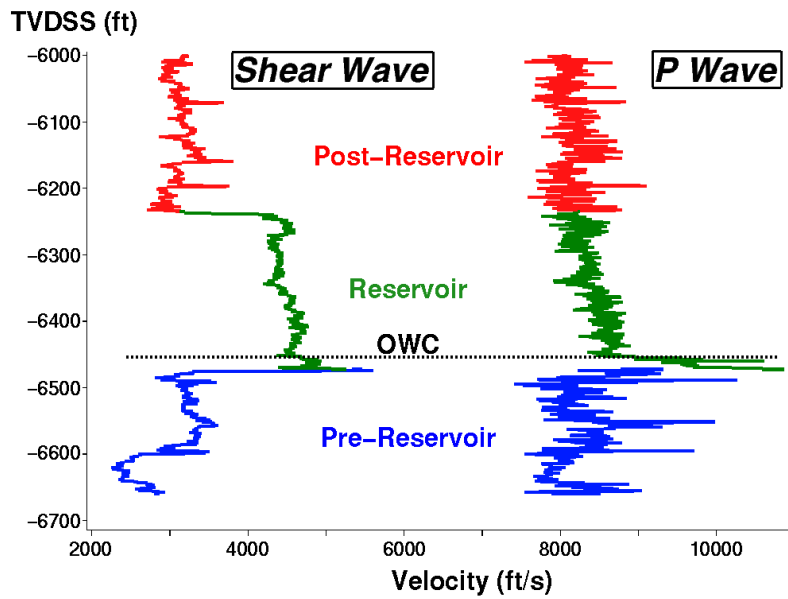 TVDSS (ft)
Shear Wave
P Wave
−6000
−6100
Post−Reservoir
−6200
−6300
Reservoir
−6400
OWC
−6500
Pre−Reservoir
−6600
−6700
2000 4000 6000 8000 10000
Velocity (ft/s)